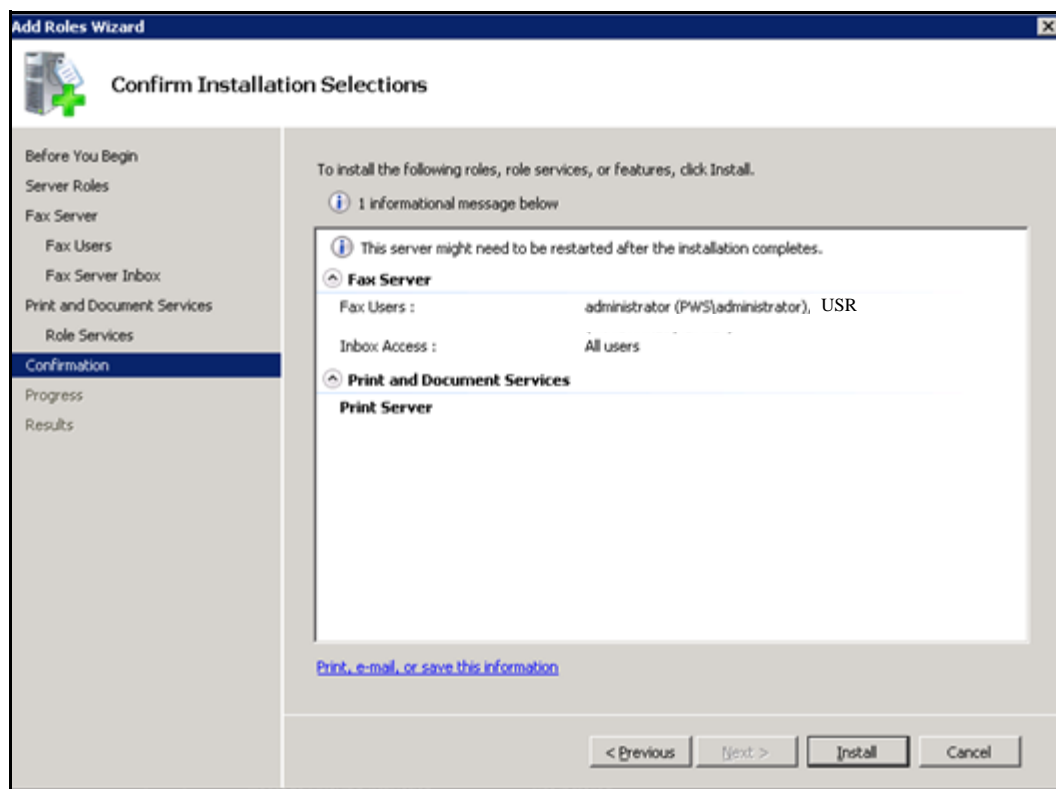 Add Roles Wizard
Confirm Installation Selections
Before You Begin
Server Roles
Fax Server
Fax Users
Fax Server Inbox
Print and Document Services
Role Services
Confirmation
Progress
Results
To install the following roles, role services, or features, click Install.
1 informational message below
This server might need to be restarted after the installation completes.
Fax Server
Fax Users : administrator (PWS\administrator), USR
Inbox Access : All users
Print and Document Services
Print Server
Print, e-mail, or save this information
< Previous Next > Install Cancel